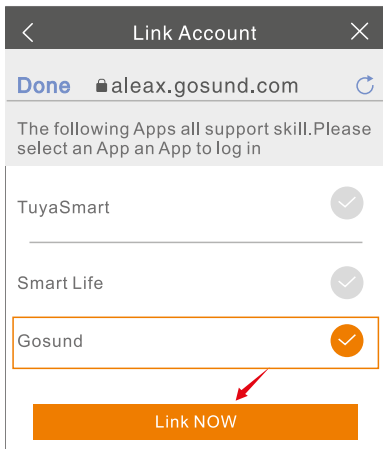 Link Account
Done aleax.gosund.com
The following Apps all support skill.Please
select an App an App to log in
TuyaSmart
Smart Life
Gosund
Link NOW